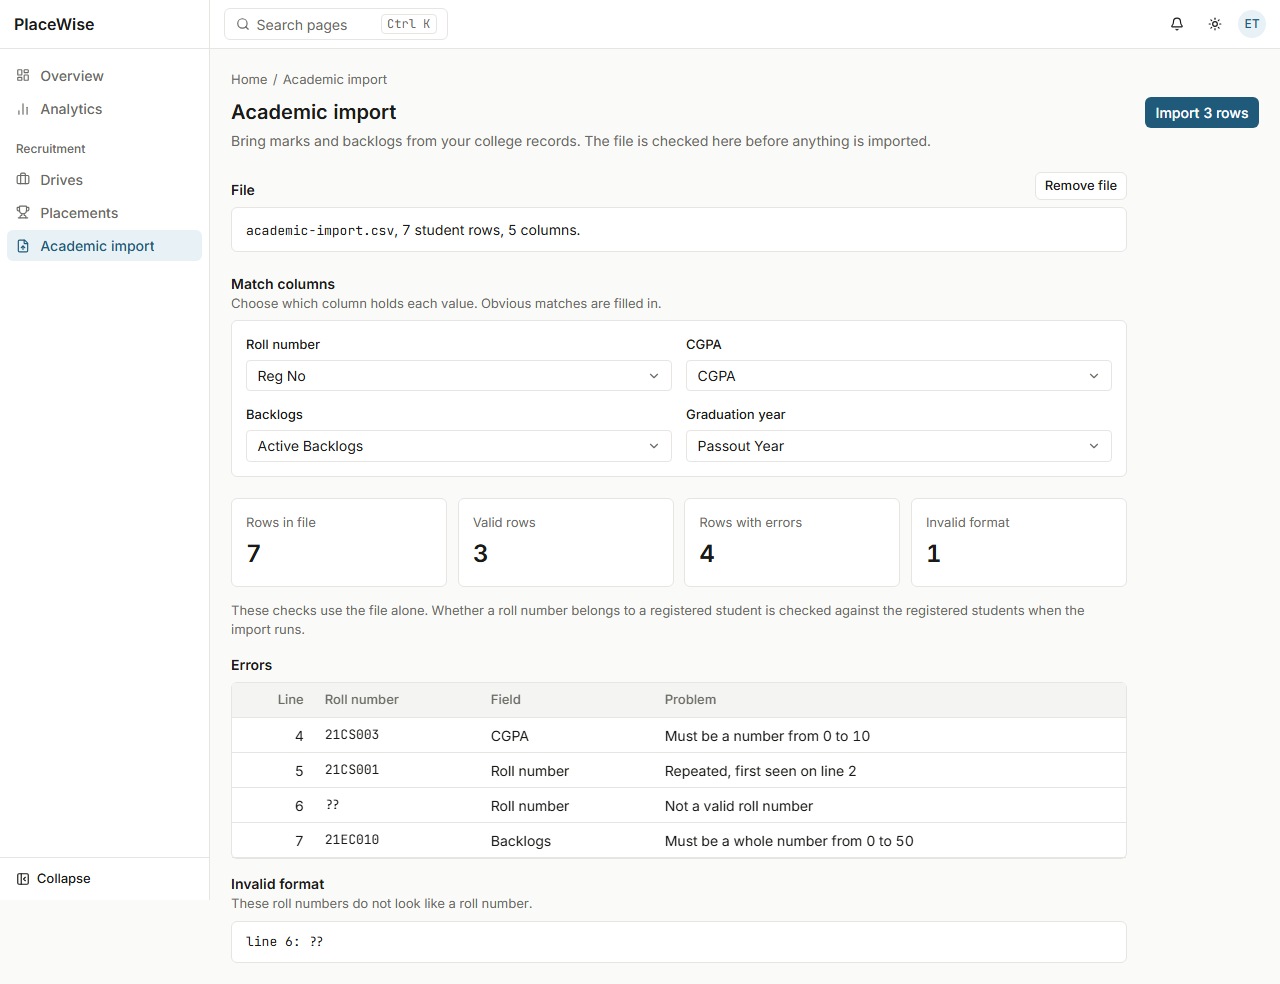 PlaceWise
Search pages
Ctrl K
ET
Overview
Analytics
Recruitment
Drives
Placements
Academic import
Collapse
Home / Academic import
Academic import
Import 3 rows
Bring marks and backlogs from your college records. The file is checked here before anything is imported.
File
Remove file
academic-import.csv, 7 student rows, 5 columns.
Match columns
Choose which column holds each value. Obvious matches are filled in.
Roll number
CGPA
Reg No
CGPA
Backlogs
Graduation year
Active Backlogs
Passout Year
Rows in file
Valid rows
Rows with errors
Invalid format
7
3
4
1
These checks use the file alone. Whether a roll number belongs to a registered student is checked against the registered students when the
import runs.
Errors
Line Roll number Field Problem
4 21CS003 CGPA Must be a number from 0 to 10
5 21CS001 Roll number Repeated, first seen on line 2
6 ?? Roll number Not a valid roll number
7 21EC010 Backlogs Must be a whole number from 0 to 50
Invalid format
These roll numbers do not look like a roll number.
line 6: ??